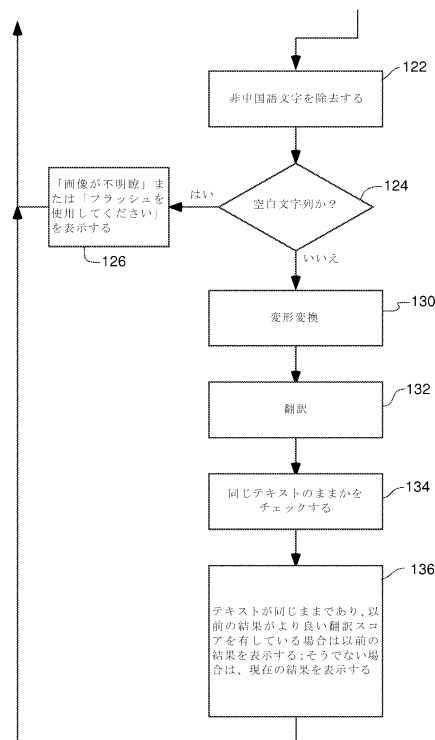 122
非中国語文字を除去する
124
空白文字列か?
はい
「画像が不明瞭」また
たは「フラッシュを
使用してください」
を表示する
126
いいえ
130
変形変換
132
翻訳
134
同じテキストのままかを
チェックする
136
テキストが同じままであり、以
前の結果がより良い翻訳スコ
アを有している場合は以前の
結果を表示する;そうでない場
合は、現在の結果を表示する